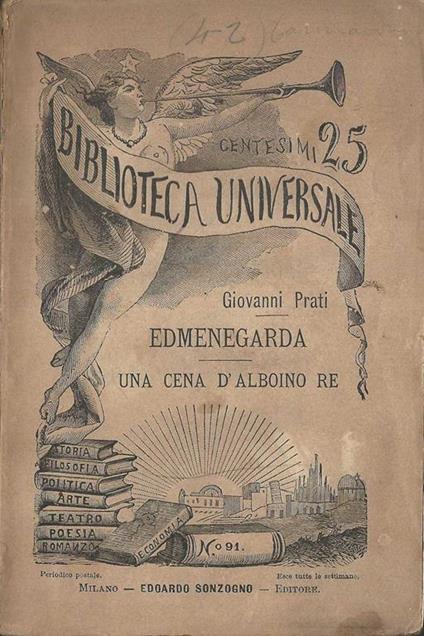 CENTESIMI 25
BIBLIOTECA UNIVERSALE
Giovanni Prati
EDMENEGARDA
UNA CENA D'ALBOINO RE
STORIA
FILOSOFIA
POLITICA
ARTE
TEATRO
POESIA
ROMANZO
ECONOMIA
N.o 91.
Periodico postale. Esce tutte le settimane.
MILANO — EDOARDO SONZOGNO — EDITORE.